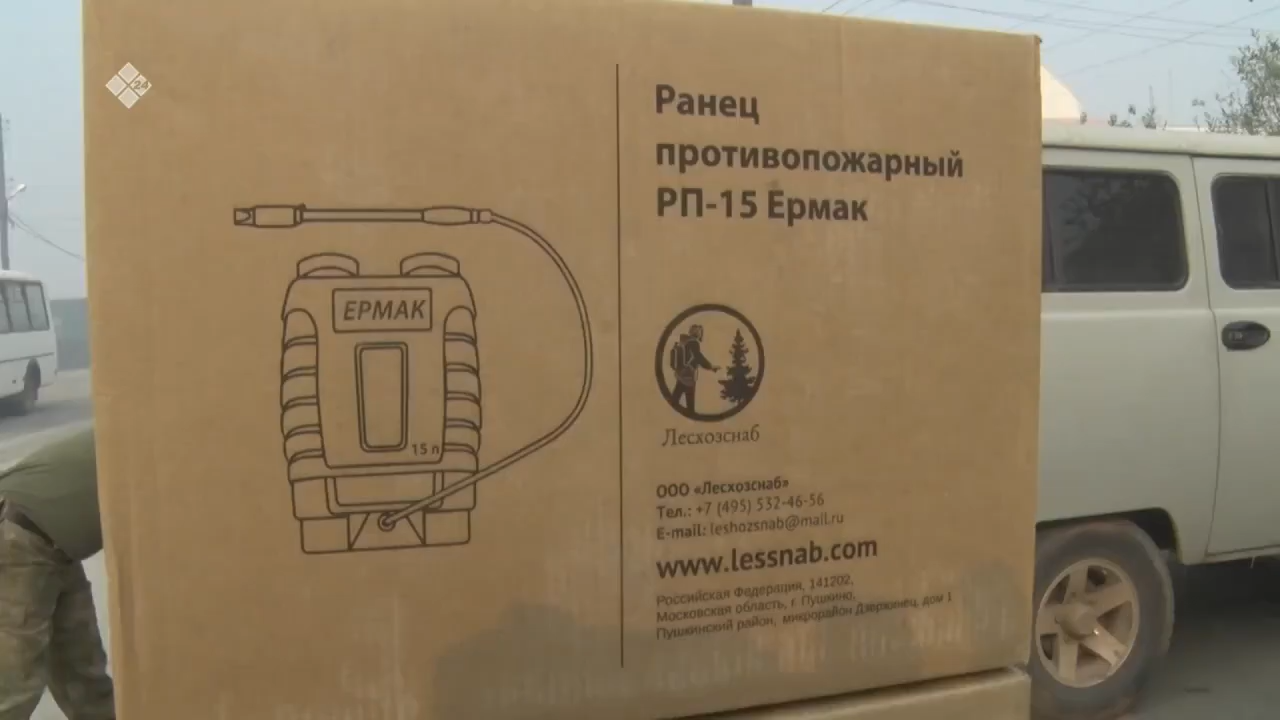 24
Ранец
противопожарный
РП-15 Ермак
ЕРМАК
15 л
Лесхозснаб
ООО «Лесхозснаб»
Тел.: +7 (495) 532-46-56
E-mail: leshozsnab@mail.ru
www.lessnab.com
Российская Федерация, 141202,
Московская область, г. Пушкино,
Пушкинский район, микрорайон Дзержинец, дом 1